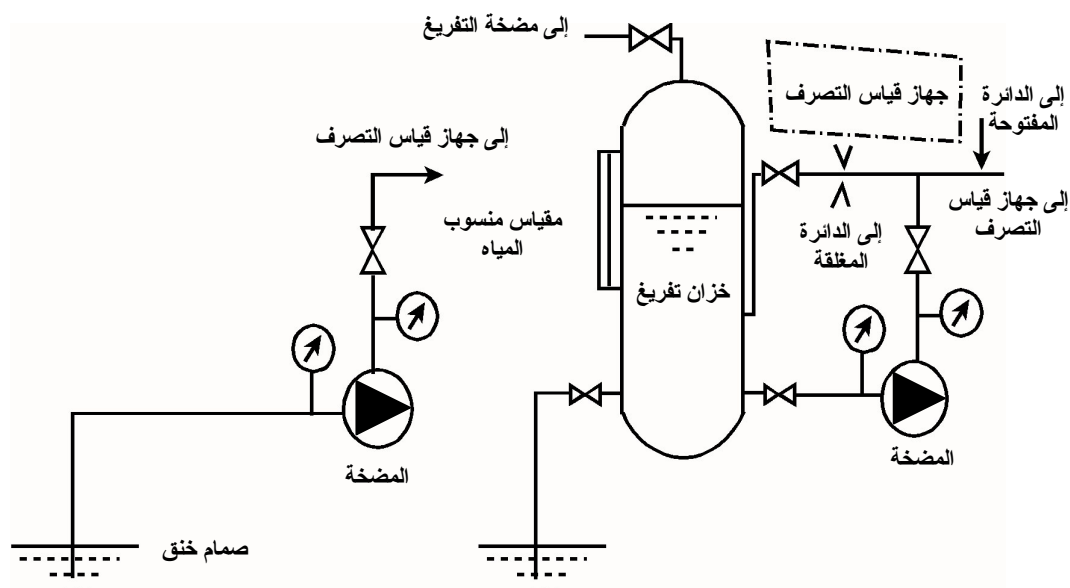 إلى مضخة التفريغ
جهاز قياس التصرف
إلى الدائرة
المفتوحة
إلى جهاز قياس التصرف
مقياس منسوب
المياه
إلى الدائرة
المغلقة
إلى جهاز قياس
التصرف
خزان تفريغ
المضخة
المضخة
صمام خنق